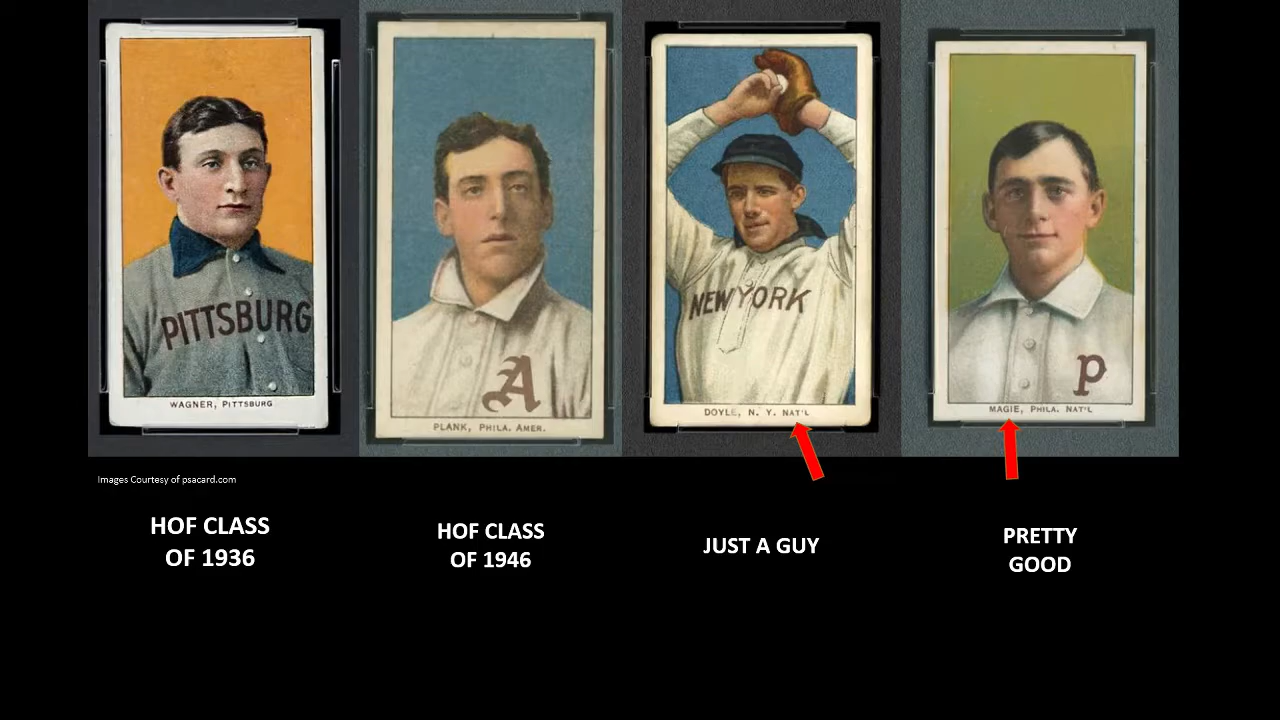 PITTSBURG
WAGNER, PITTSBURG
A
PLANK, PHILA. AMER.
NEW YORK
DOYLE, N. Y. NAT'L
P
MAGIE, PHILA. NAT'L
Images Courtesy of psacard.com
HOF CLASS
OF 1936
HOF CLASS
OF 1946
JUST A GUY
PRETTY
GOOD